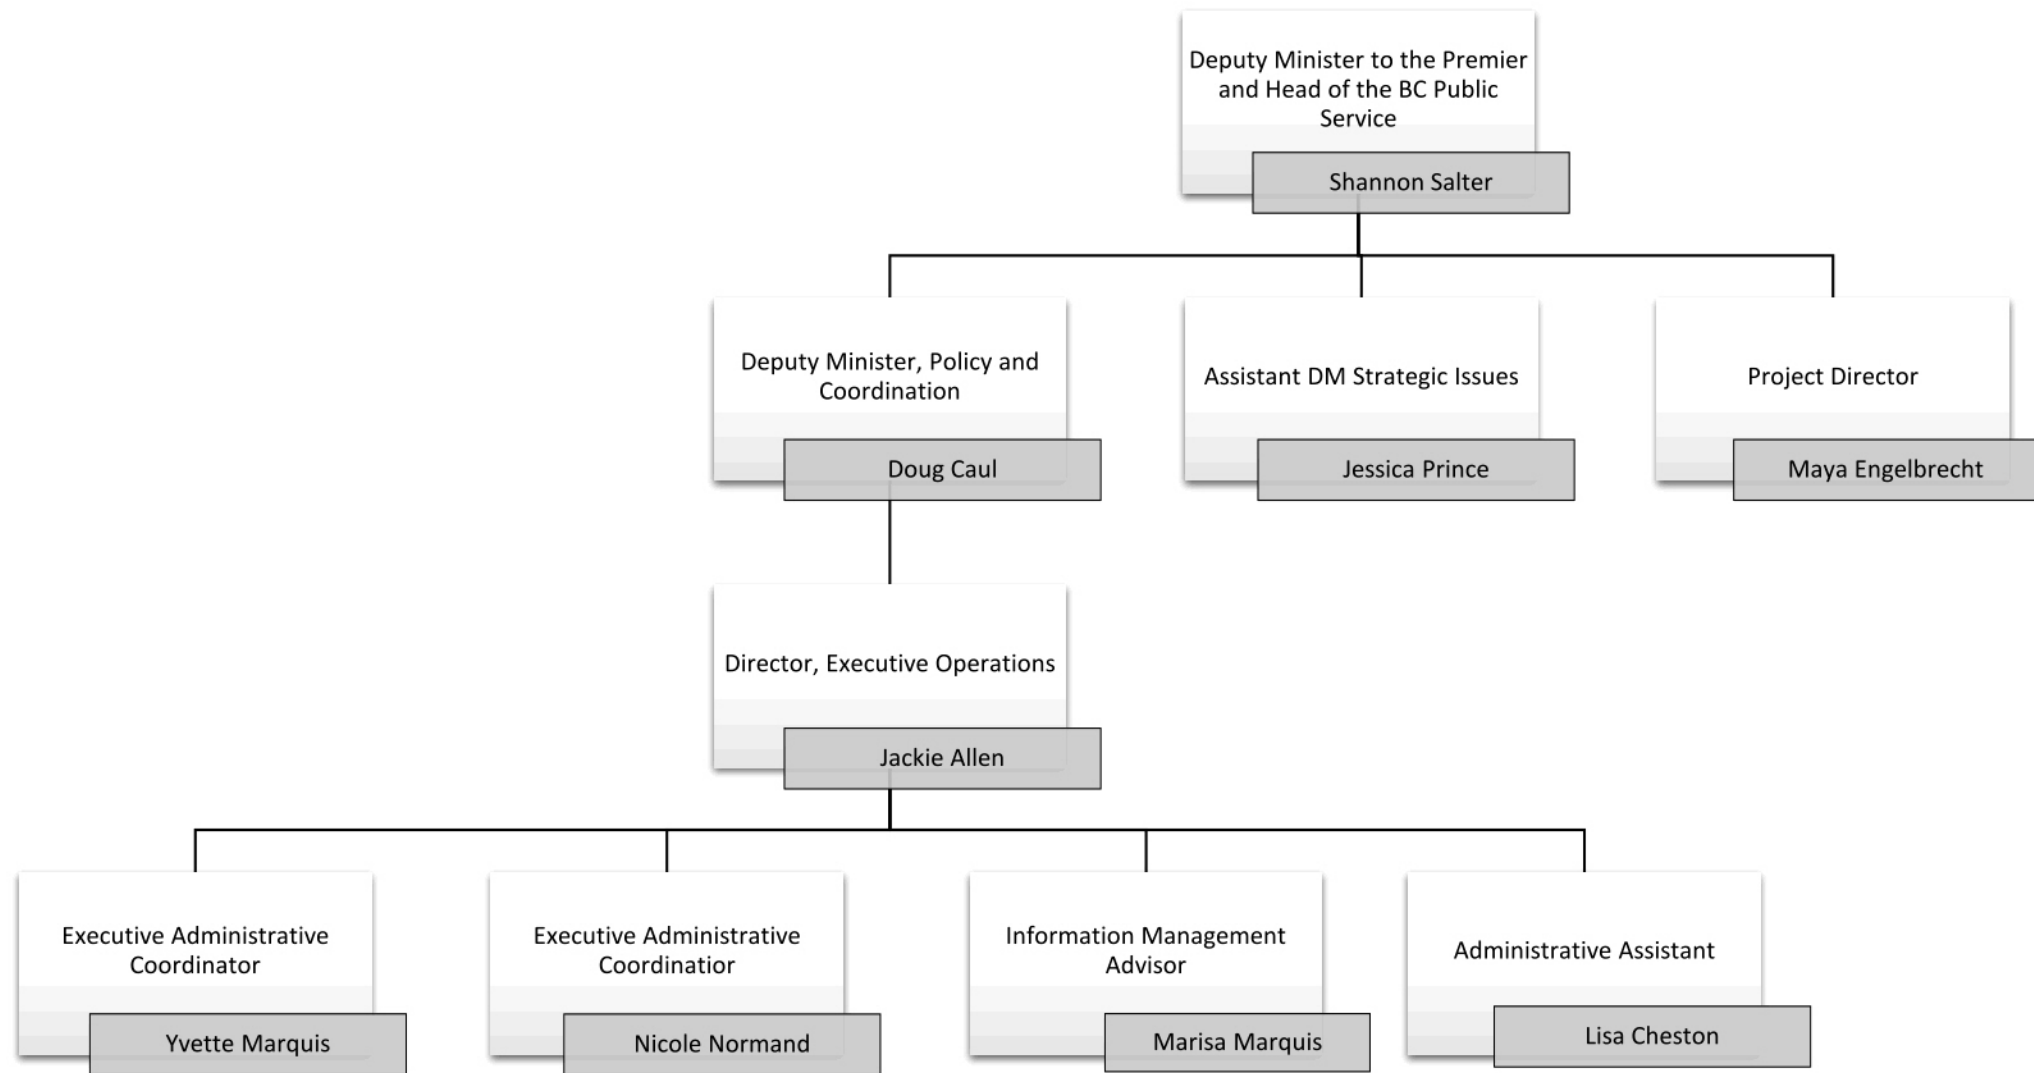 Deputy Minister to the Premier
and Head of the BC Public
Service
Shannon Salter
Deputy Minister, Policy and
Coordination
Doug Caul
Assistant DM Strategic Issues
Jessica Prince
Project Director
Maya Engelbrecht
Director, Executive Operations
Jackie Allen
Executive Administrative
Coordinator
Yvette Marquis
Executive Administrative
Coordinatior
Nicole Normand
Information Management
Advisor
Marisa Marquis
Administrative Assistant
Lisa Cheston